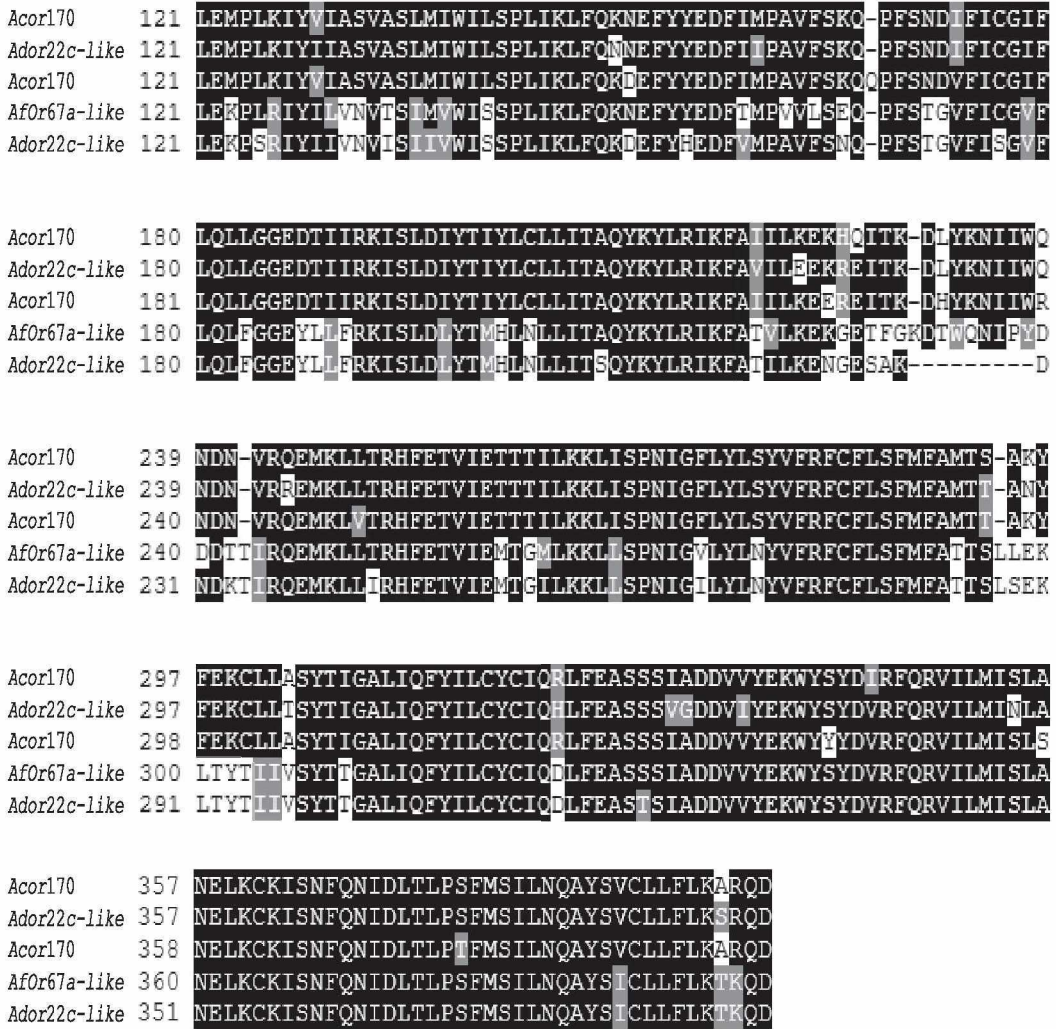 Acor170 121 LEMPLKIYVIASVASLMIWILSPLIKLFQKNEFYYEDFIMPAVFSKQ-PFSNDIFICGIF
Ador22c-like 121 LEMPLKIYIIASVASLMIWILSPLIKLFQNNEFYYEDFIIPAVFSKQ-PFSNDIFICGIF
Acor170 121 LEMPLKIYVIASVASLMIWILSPLIKLFQKDEFYYEDFIMPAVFSKQQPFSNDVFICGIF
AfOr67a-like 121 LEKPLRIYILVNVTSIMVWISSPLIKLFQKNEFYYEDFTMPVVLSEQ-PFSTGVFICGVF
Ador22c-like 121 LEKPSRIYIIVNVISIIVWISSPLIKLFQKDEFYHEDFVMPAVFSNQ-PFSTGVFISGVF
Acor170 180 LQLLGGEDTIIRKISLDIYTIYLCLLITAQYKYLRIKFAIILKEKHQITK-DLYKNIIWQ
Ador22c-like 180 LQLLGGEDTIIRKISLDIYTIYLCLLITAQYKYLRIKFAVILEEKREITK-DLYKNIIWQ
Acor170 181 LQLLGGEDTIIRKISLDIYTIYLCLLITAQYKYLRIKFAIILKEEREITK-DHYKNIIWR
AfOr67a-like 180 LQLFGGEYLLFRKISLDLYTMHLNLLITAQYKYLRIKFATVLKEKGETFGKDTWQNIPYD
Ador22c-like 180 LQLFGGEYLLFRKISLDLYTMHLNLLITSQYKYLRIKFATILKENGESAK---------D
Acor170 239 NDN-VRQEMKLLTRHFETVIETTTILKKLISPNIGFLYLSYVFRFCFLSFMFAMTS-AKY
Ador22c-like 239 NDN-VRREMKLLTRHFETVIETTTILKKLISPNIGFLYLSYVFRFCFLSFMFAMTT-ANY
Acor170 240 NDN-VRQEMKLVTRHFETVIETTTILKKLISPNIGFLYLSYVFRFCFLSFMFAMTT-AKY
AfOr67a-like 240 DDTTIRQEMKLLTRHFETVIEMTGMLKKLLSPNIGVLYLNYVFRFCFLSFMFATTSLLEK
Ador22c-like 231 NDKTIRQEMKLLIRHFETVIEMTGILKKLLSPNIGILYLNYVFRFCFLSFMFATTSLSEK
Acor170 297 FEKCLLASYTIGALIQFYILCYCIQRLFEASSSIADDVVYEKWYSYDIRFQRVILMISLA
Ador22c-like 297 FEKCLLTSYTIGALIQFYILCYCIQHLFEASSSVGDDVIYEKWYSYDVRFQRVILMINLA
Acor170 298 FEKCLLASYTIGALIQFYILCYCIQRLFEASSSIADDVVYEKWYYYDVRFQRVILMISLS
AfOr67a-like 300 LTYTIIVSYTTGALIQFYILCYCIQDLFEASSSIADDVVYEKWYSYDVRFQRVILMISLA
Ador22c-like 291 LTYTIIVSYTTGALIQFYILCYCIQDLFEASTSIADDVVYEKWYSYDVRFQRVILMISLA
Acor170 357 NELKCKISNFQNIDLTLPSFMSILNQAYSVCLLFLKARQD
Ador22c-like 357 NELKCKISNFQNIDLTLPSFMSILNQAYSVCLLFLKSRQD
Acor170 358 NELKCKISNFQNIDLTLPTFMSILNQAYSVCLLFLKARQD
AfOr67a-like 360 NELKCKISNFQNIDLTLPSFMSILNQAYSICLLFLKTKQD
Ador22c-like 351 NELKCKISNFQNIDLTLPSFMSILNQAYSICLLFLKTKQD